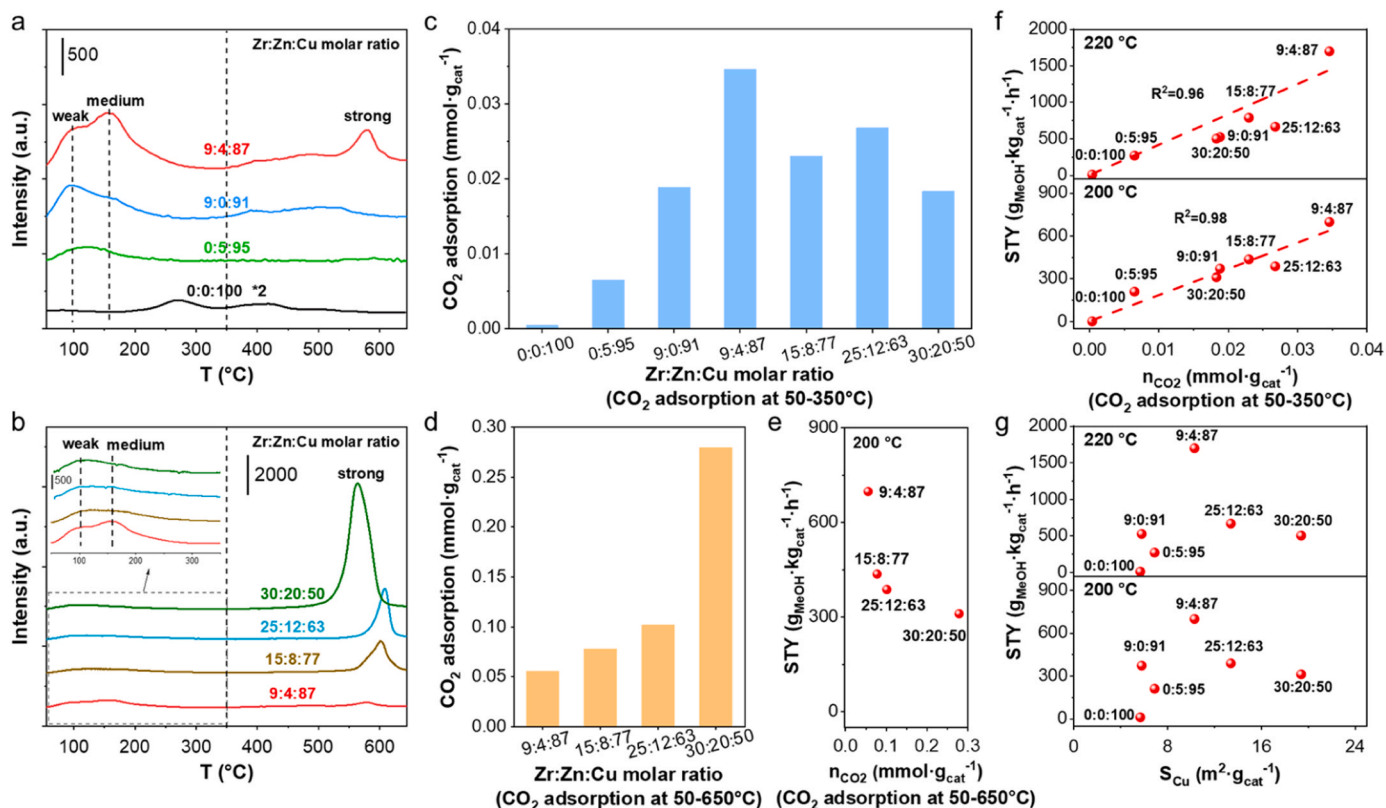 a
Zr:Zn:Cu molar ratio
500
weak
medium
strong
9:4:87
9:0:91
0:5:95
0:0:100 *2
Intensity (a.u.)
100 200 300 400 500 600
T (°C)
b
Zr:Zn:Cu molar ratio
weak medium
500
100 200 300
2000
strong
30:20:50
25:12:63
15:8:77
9:4:87
Intensity (a.u.)
100 200 300 400 500 600
T (°C)
c
CO₂ adsorption (mmol·gcat⁻¹)
0.04
0.03
0.02
0.01
0.00
0:0:100 0:5:95 9:0:91 9:4:87 15:8:77 25:12:63 30:20:50
Zr:Zn:Cu molar ratio
(CO₂ adsorption at 50-350°C)
d
CO₂ adsorption (mmol·gcat⁻¹)
0.30
0.25
0.20
0.15
0.10
0.05
0.00
9:4:87 15:8:77 25:12:63 30:20:50
Zr:Zn:Cu molar ratio
(CO₂ adsorption at 50-650°C)
e
STY (gMeOH·kgcat⁻¹·h⁻¹)
900
600
300
0
200 °C
9:4:87
15:8:77
25:12:63
30:20:50
0.0 0.1 0.2 0.3
nCO2 (mmol·gcat⁻¹)
(CO₂ adsorption at 50-650°C)
f
STY (gMeOH·kgcat⁻¹·h⁻¹)
2000
1500
1000
500
0
220 °C
9:4:87
R²=0.96
15:8:77
25:12:63
0:5:95
9:0:91
30:20:50
0:0:100
900
600
300
0
200 °C
9:4:87
R²=0.98
15:8:77
9:0:91
25:12:63
0:5:95
30:20:50
0:0:100
0.00 0.01 0.02 0.03 0.04
nCO2 (mmol·gcat⁻¹)
(CO₂ adsorption at 50-350°C)
g
STY (gMeOH·kgcat⁻¹·h⁻¹)
2000
1500
1000
500
0
220 °C
9:4:87
9:0:91
25:12:63
30:20:50
0:5:95
0:0:100
900
600
300
0
200 °C
9:4:87
9:0:91
25:12:63
0:5:95
30:20:50
0:0:100
0 8 16 24
SCu (m²·gcat⁻¹)